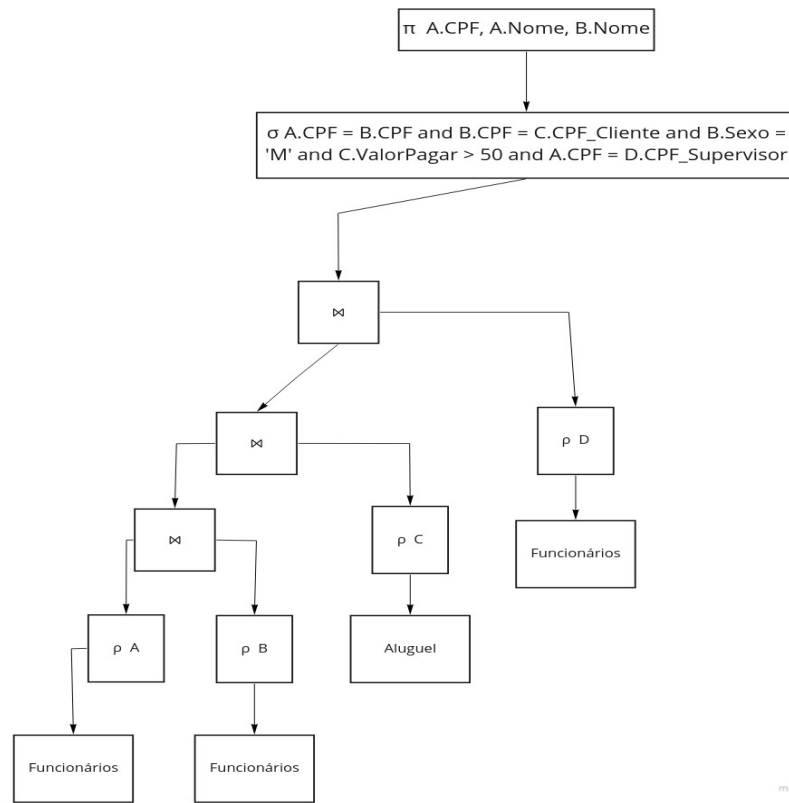 π A.CPF, A.Nome, B.Nome
σ A.CPF = B.CPF and B.CPF = C.CPF_Cliente and B.Sexo =
'M' and C.ValorPagar > 50 and A.CPF = D.CPF_Supervisor
⋈
⋈
ρ D
⋈
ρ C
Funcionários
ρ A
ρ B
Aluguel
Funcionários
Funcionários